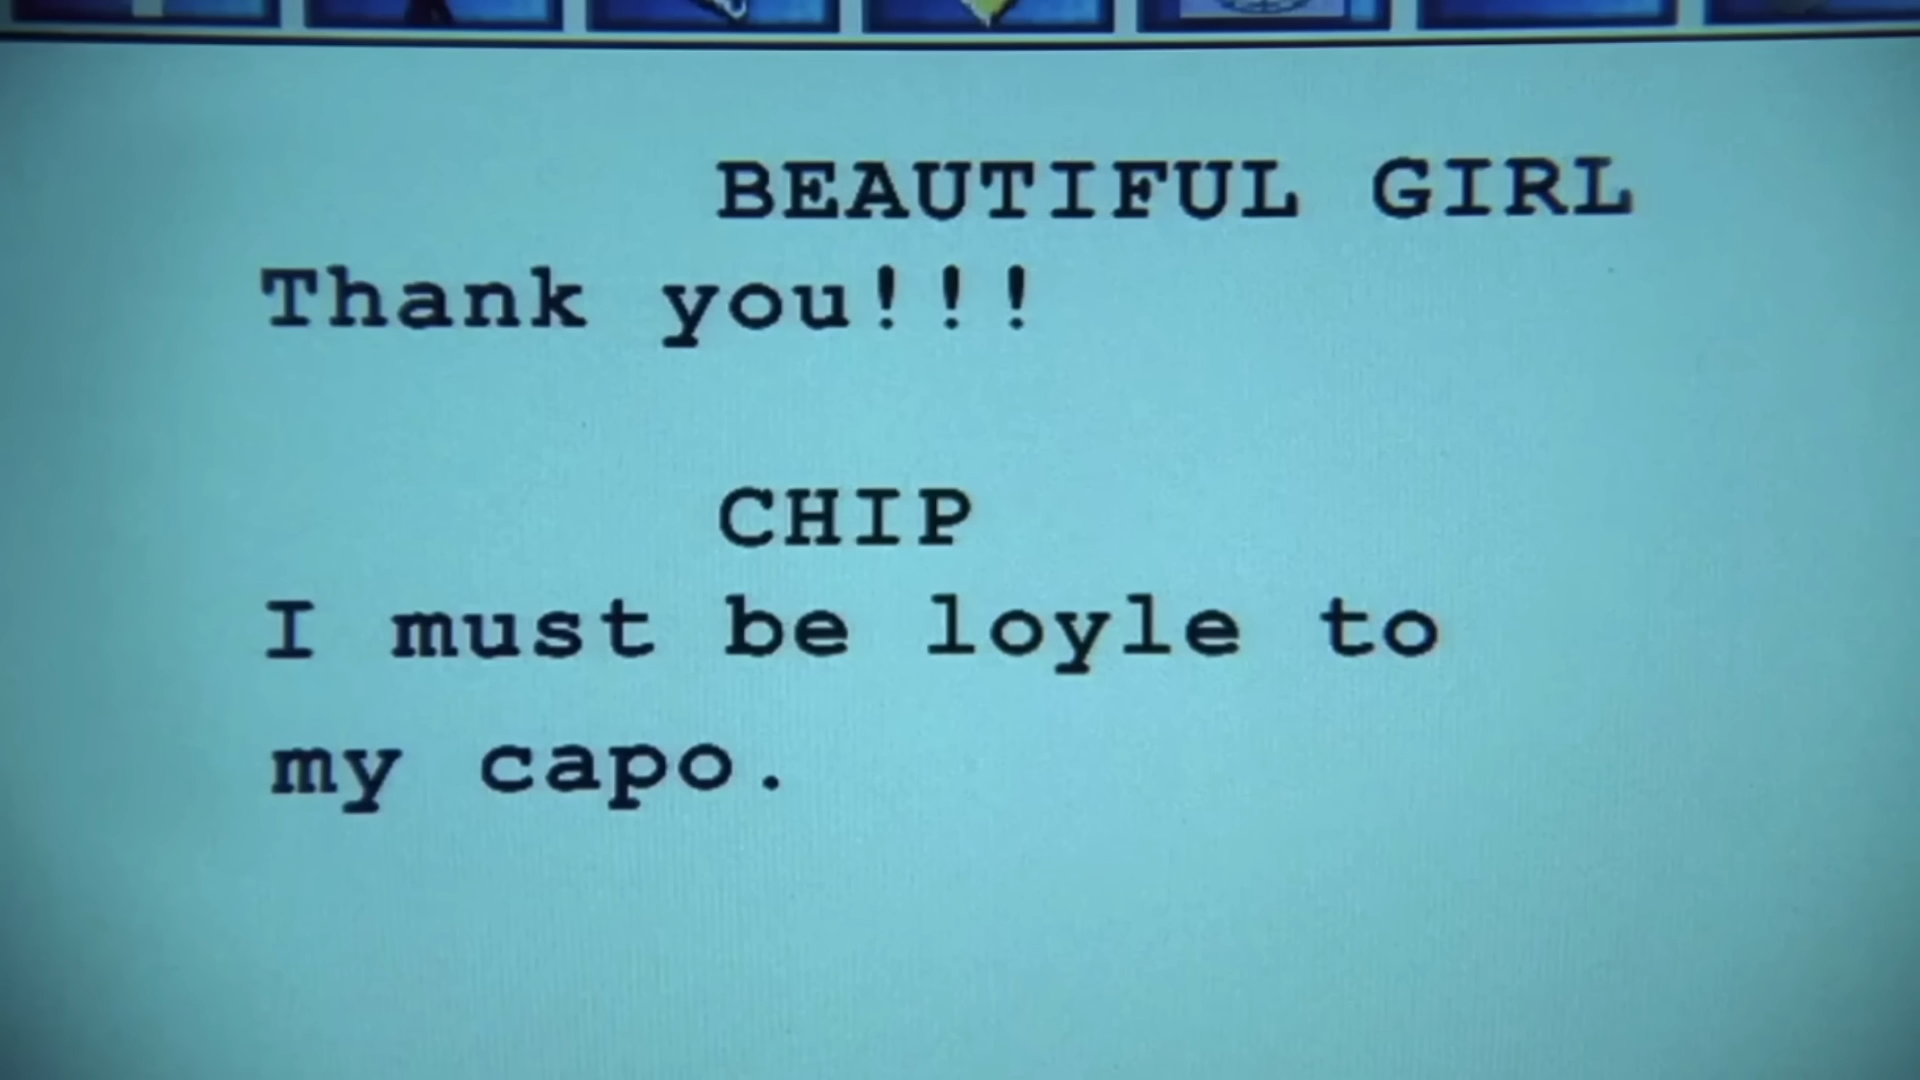 BEAUTIFUL GIRL
Thank you!!!
CHIP
I must be loyle to
my capo.